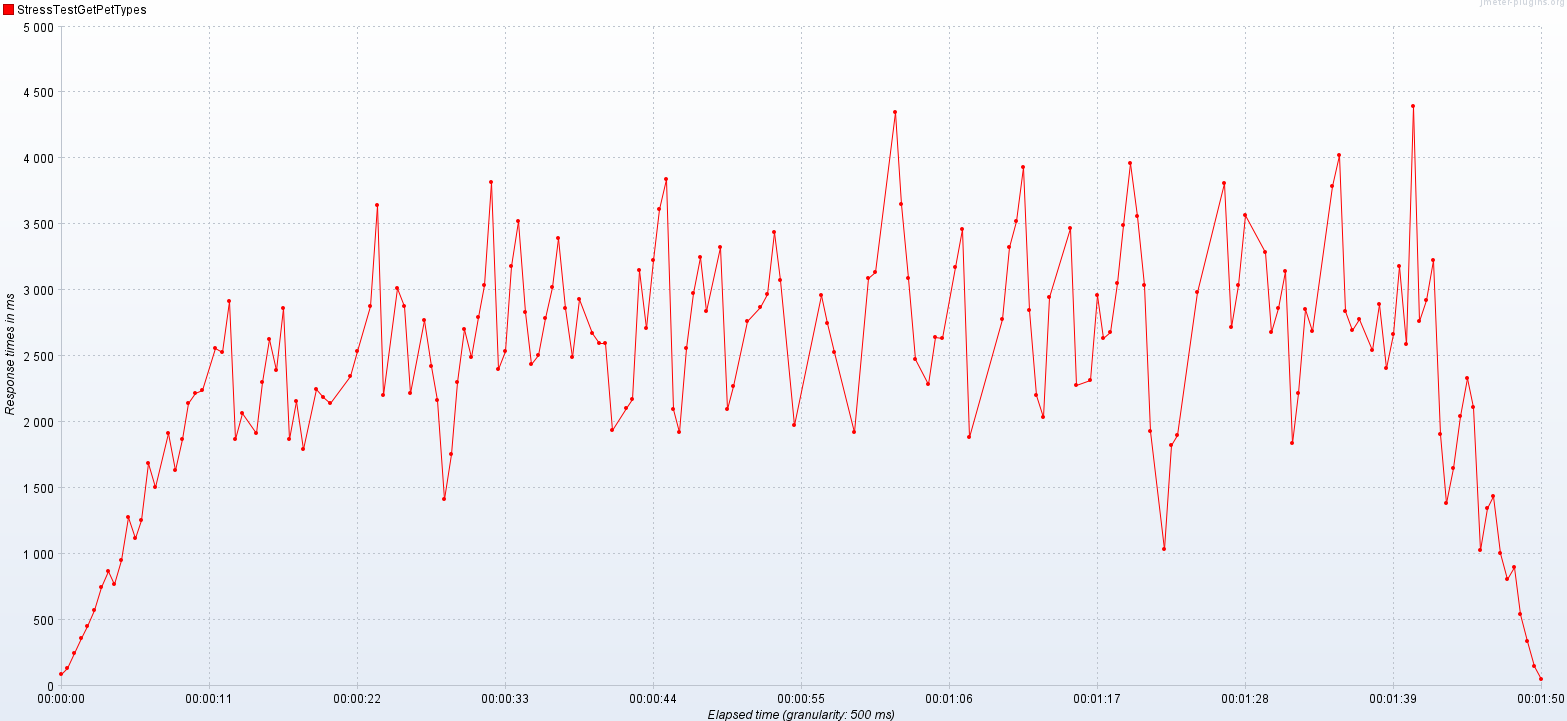 jmeter-plugins.org
StressTestGetPetTypes
5 000
4 500
4 000
3 500
3 000
2 500
2 000
1 500
1 000
500
0
Response times in ms
00:00:00 00:00:11 00:00:22 00:00:33 00:00:44 00:00:55 00:01:06 00:01:17 00:01:28 00:01:39 00:01:50
Elapsed time (granularity: 500 ms)